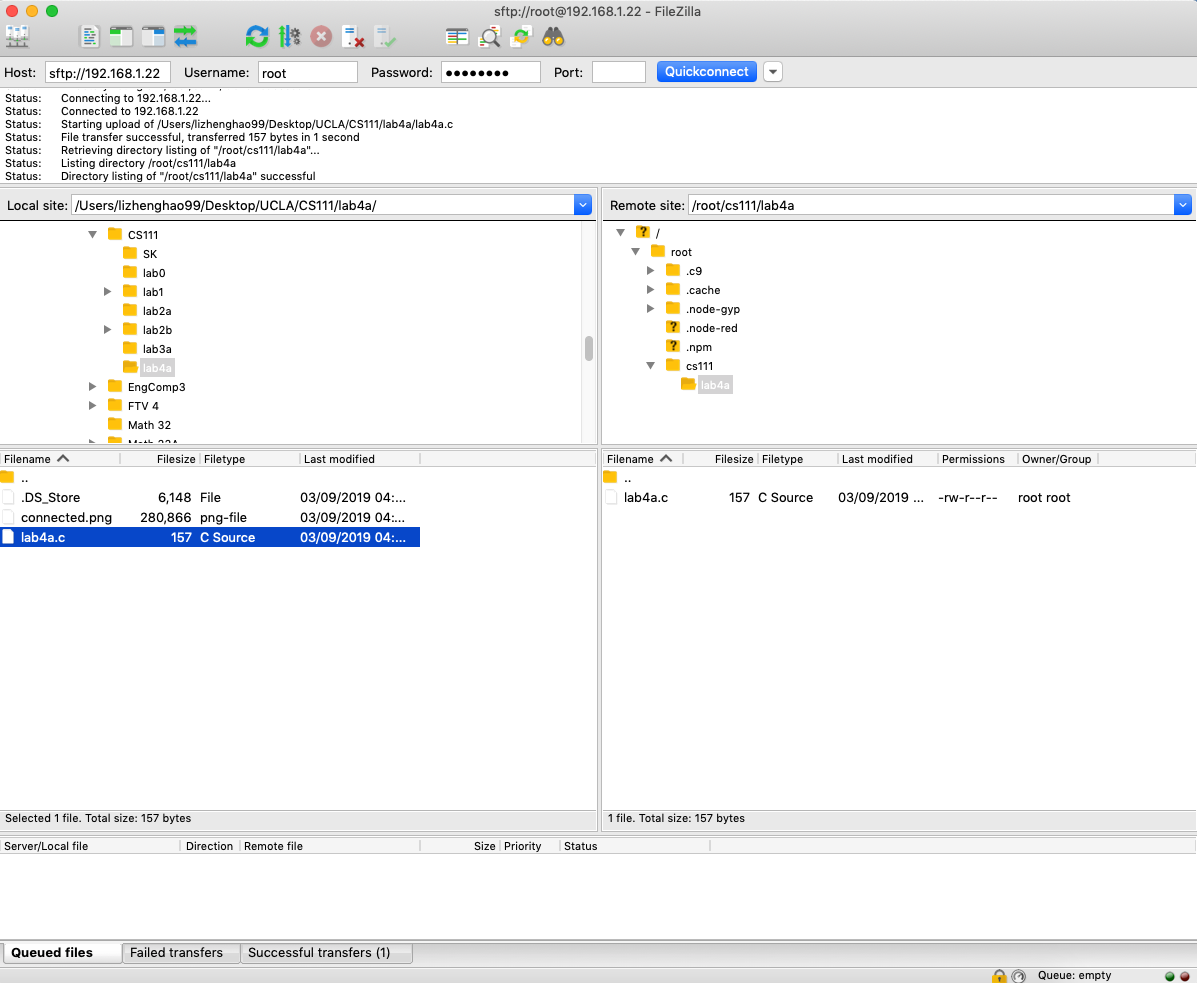 sftp://root@192.168.1.22 - FileZilla
Host: sftp://192.168.1.22 Username: root Password: ●●●●●●●● Port: Quickconnect
Status: Connecting to 192.168.1.22...
Status: Connected to 192.168.1.22
Status: Starting upload of /Users/lizhenghao99/Desktop/UCLA/CS111/lab4a/lab4a.c
Status: File transfer successful, transferred 157 bytes in 1 second
Status: Retrieving directory listing of "/root/cs111/lab4a"...
Status: Listing directory /root/cs111/lab4a
Status: Directory listing of "/root/cs111/lab4a" successful
Local site: /Users/lizhenghao99/Desktop/UCLA/CS111/lab4a/
CS111
SK
lab0
lab1
lab2a
lab2b
lab3a
lab4a
EngComp3
FTV 4
Math 32
Math 33A
Remote site: /root/cs111/lab4a
/
root
.c9
.cache
.node-gyp
.node-red
.npm
cs111
lab4a
Filename Filesize Filetype Last modified
..
.DS_Store 6,148 File 03/09/2019 04:...
connected.png 280,866 png-file 03/09/2019 04:...
lab4a.c 157 C Source 03/09/2019 04:...
Selected 1 file. Total size: 157 bytes
Filename Filesize Filetype Last modified Permissions Owner/Group
..
lab4a.c 157 C Source 03/09/2019 ... -rw-r--r-- root root
1 file. Total size: 157 bytes
Server/Local file Direction Remote file Size Priority Status
Queued files Failed transfers Successful transfers (1)
Queue: empty